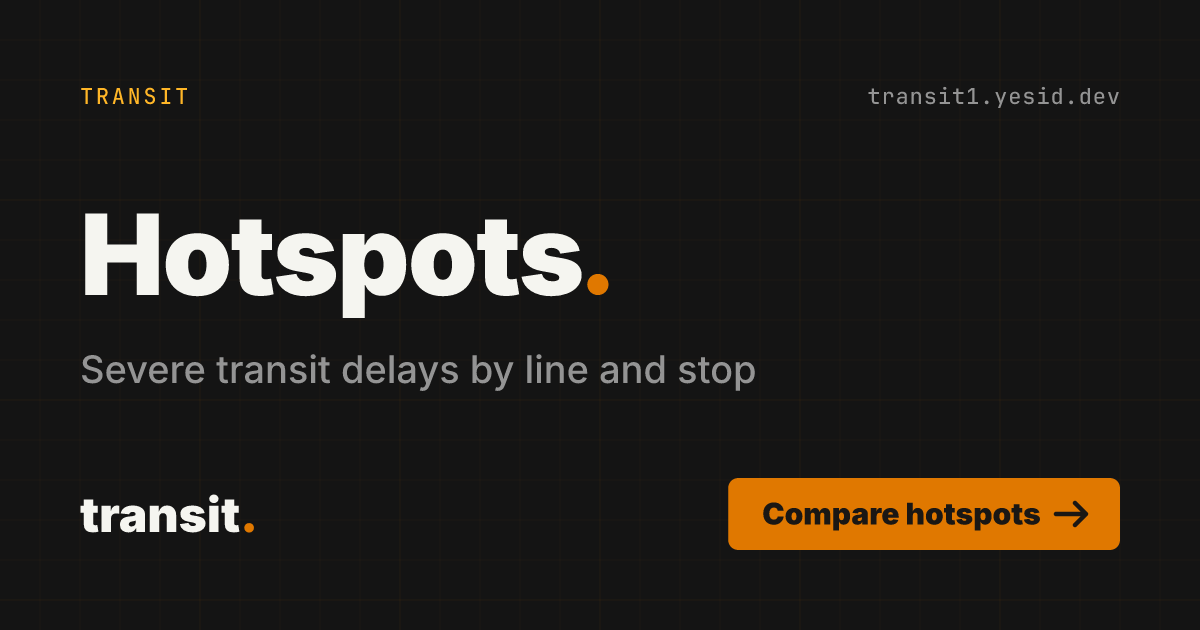 TRANSIT
transit1.yesid.dev
Hotspots.
Severe transit delays by line and stop
transit.
Compare hotspots →